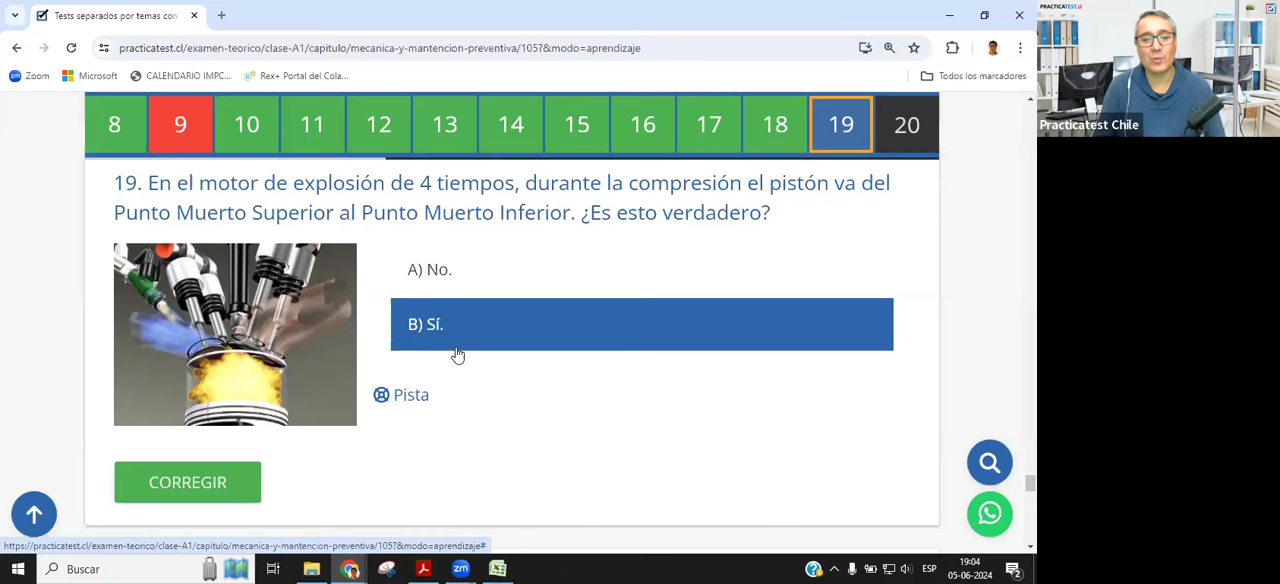 Tests separados por temas con
practicatest.cl/examen-teorico/clase-A1/capitulo/mecanica-y-mantencion-preventiva/105?&modo=aprendizaje
Zoom
Microsoft
CALENDARIO IMPC...
Rex+ Portal del Cola...
Todos los marcadores
PRACTICATEST.cl
Practicatest Chile
8 9 10 11 12 13 14 15 16 17 18 19 20
19. En el motor de explosión de 4 tiempos, durante la compresión el pistón va del
Punto Muerto Superior al Punto Muerto Inferior. ¿Es esto verdadero?
A) No.
B) Sí.
Pista
CORREGIR
https://practicatest.cl/examen-teorico/clase-A1/capitulo/mecanica-y-mantencion-preventiva/105?&modo=aprendizaje#
Buscar
ESP
19:04
05-06-2024
2